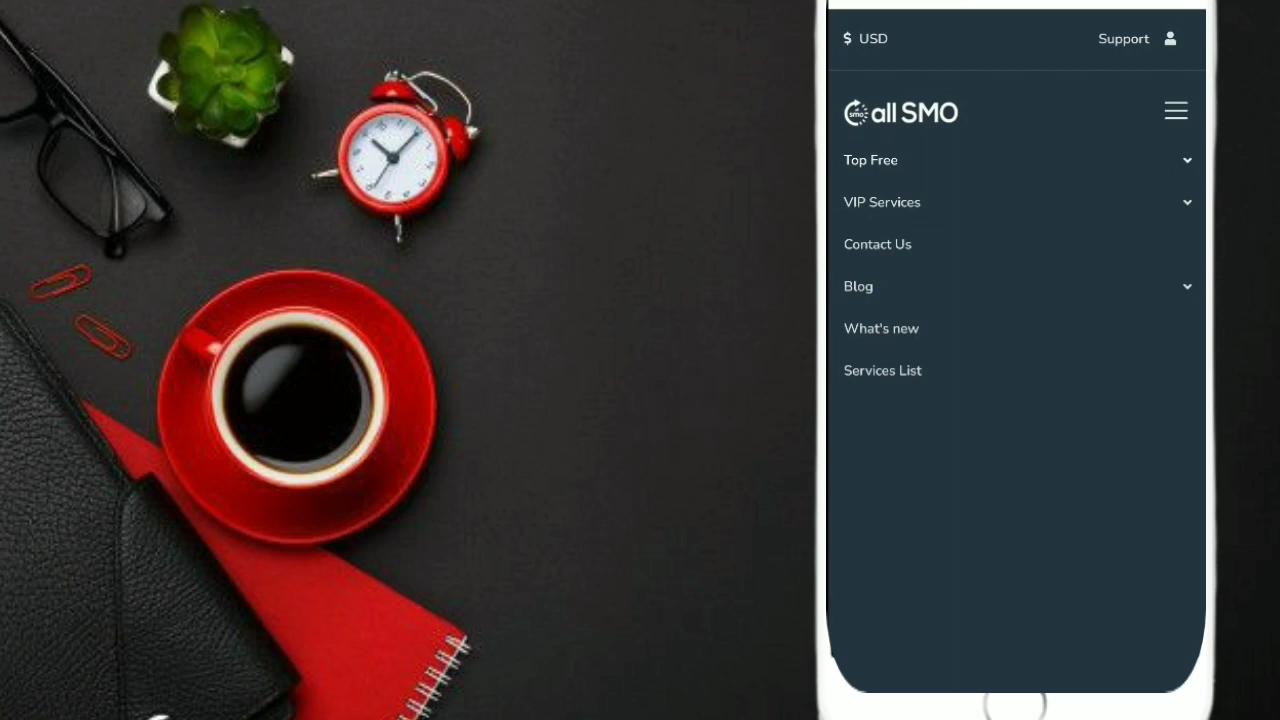 $ USD
Support
all SMO
Top Free
VIP Services
Contact Us
Blog
What's new
Services List